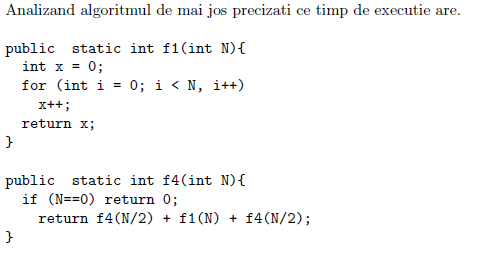 Analizand algoritmul de mai jos precizati ce timp de executie are.
public  static int f1(int N){
  int x = 0;
  for (int i = 0; i < N, i++)
    x++;
  return x;
}
public  static int f4(int N){
  if (N==0) return 0;
    return f4(N/2) + f1(N) + f4(N/2);
}